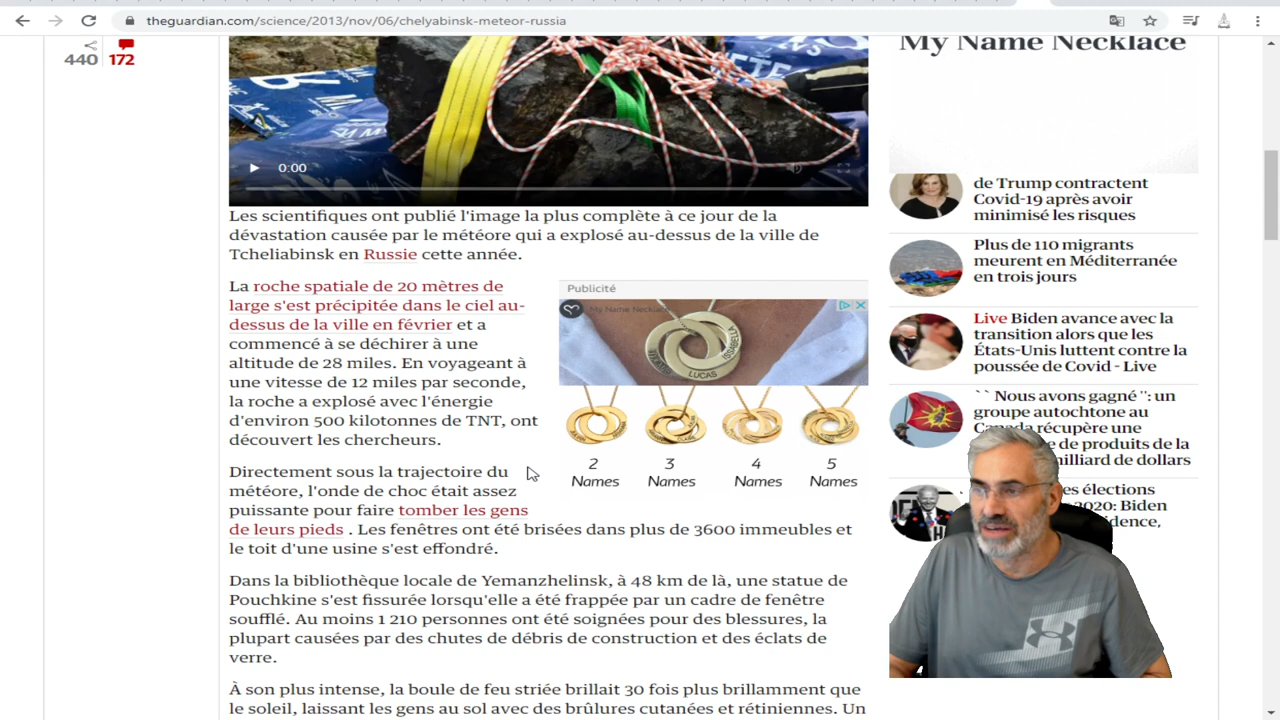 theguardian.com/science/2013/nov/06/chelyabinsk-meteor-russia
440 172
0:00
Les scientifiques ont publié l'image la plus complète à ce jour de la
dévastation causée par le météore qui a explosé au-dessus de la ville de
Tcheliabinsk en Russie cette année.
La roche spatiale de 20 mètres de
large s'est précipitée dans le ciel au-
dessus de la ville en février et a
commencé à se déchirer à une
altitude de 28 miles. En voyageant à
une vitesse de 12 miles par seconde,
la roche a explosé avec l'énergie
d'environ 500 kilotonnes de TNT, ont
découvert les chercheurs.
Publicité
My Name Necklace
LUCAS
ISABELLA
2 3 4 5
Names Names Names Names
Directement sous la trajectoire du
météore, l'onde de choc était assez
puissante pour faire tomber les gens
de leurs pieds . Les fenêtres ont été brisées dans plus de 3600 immeubles et
le toit d'une usine s'est effondré.
Dans la bibliothèque locale de Yemanzhelinsk, à 48 km de là, une statue de
Pouchkine s'est fissurée lorsqu'elle a été frappée par un cadre de fenêtre
soufflé. Au moins 1 210 personnes ont été soignées pour des blessures, la
plupart causées par des chutes de débris de construction et des éclats de
verre.
À son plus intense, la boule de feu striée brillait 30 fois plus brillamment que
le soleil, laissant les gens au sol avec des brûlures cutanées et rétiniennes. Un
My Name Necklace
de Trump contractent
Covid-19 après avoir
minimisé les risques
Plus de 110 migrants
meurent en Méditerranée
en trois jours
Live Biden avance avec la
transition alors que les
États-Unis luttent contre la
poussée de Covid - Live
`` Nous avons gagné '': un
groupe autochtone au
Canada récupère une
de produits de la
milliard de dollars
es élections
2020: Biden